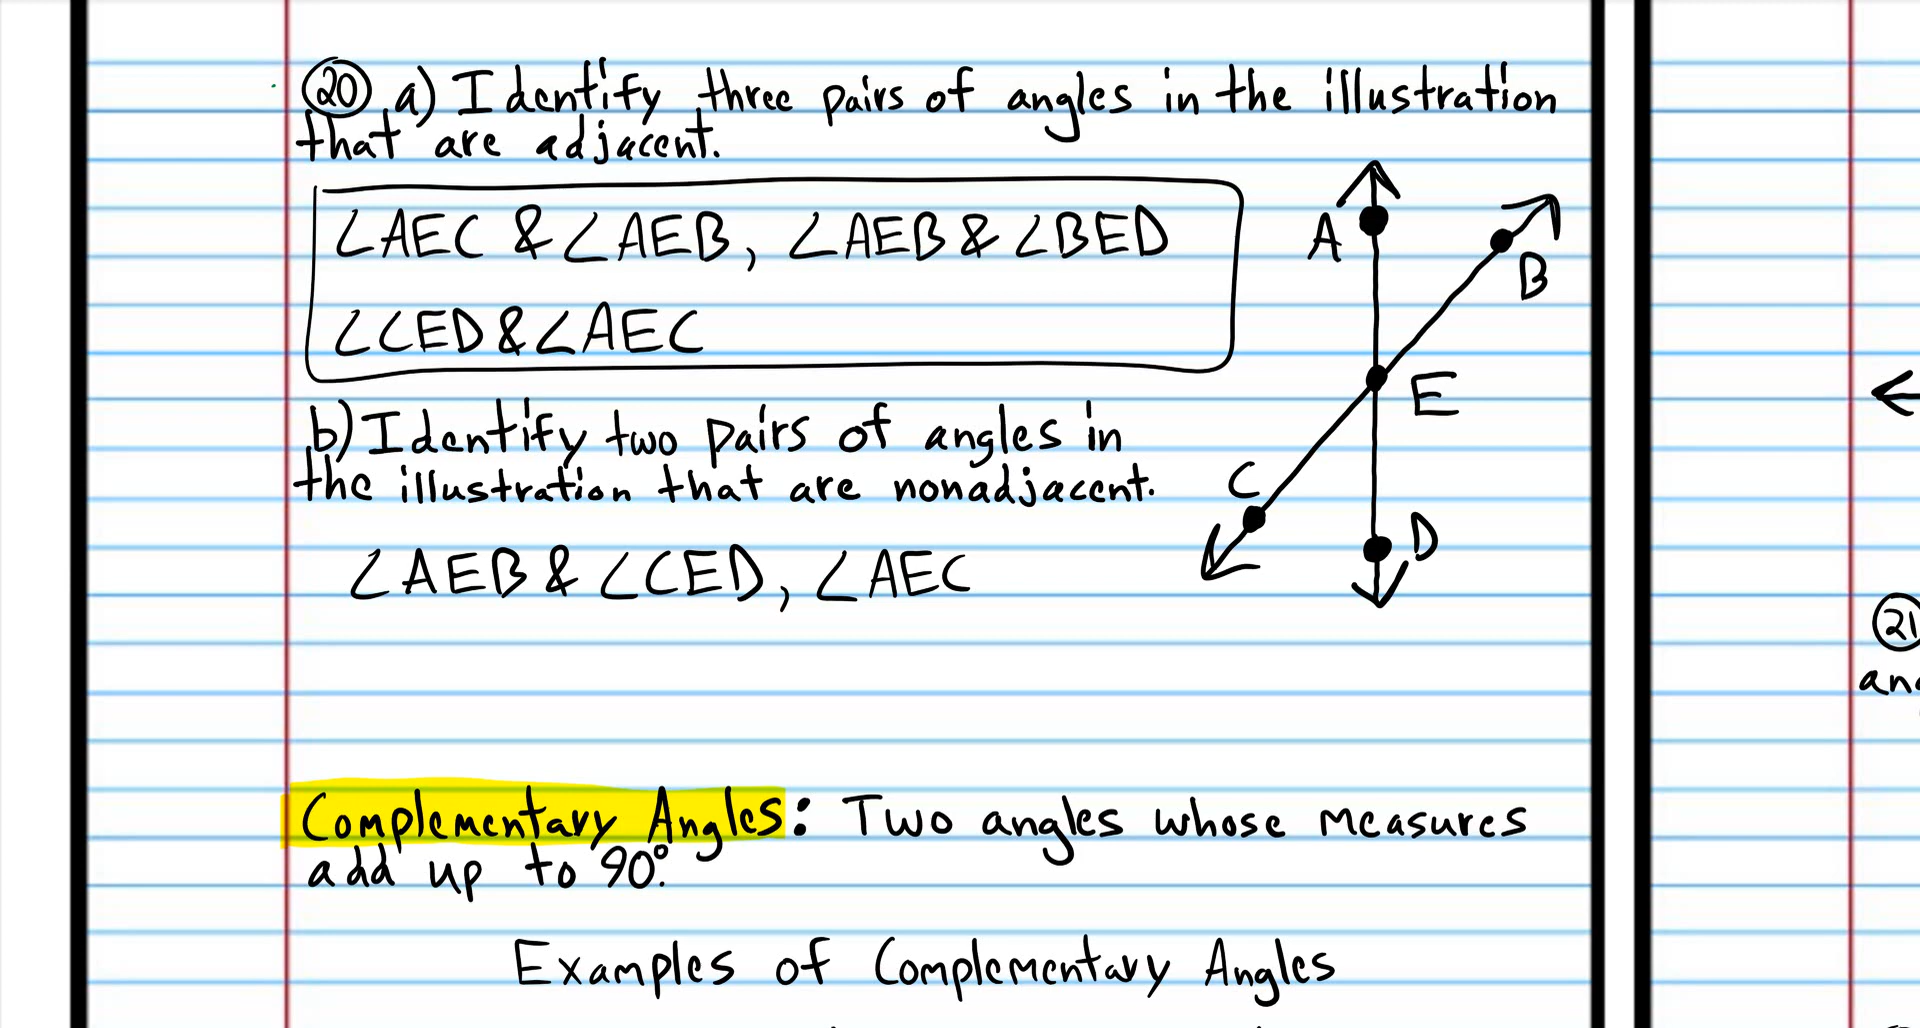 20 a) Identify three pairs of angles in the illustration
that are adjacent.
∠AEC & ∠AEB, ∠AEB & ∠BED
∠CED & ∠AEC
A
B
E
b) Identify two pairs of angles in
the illustration that are nonadjacent.
C
D
∠AEB & ∠CED, ∠AEC
21
Complementary Angles: Two angles whose measures
add up to 90°.
Examples of Complementary Angles